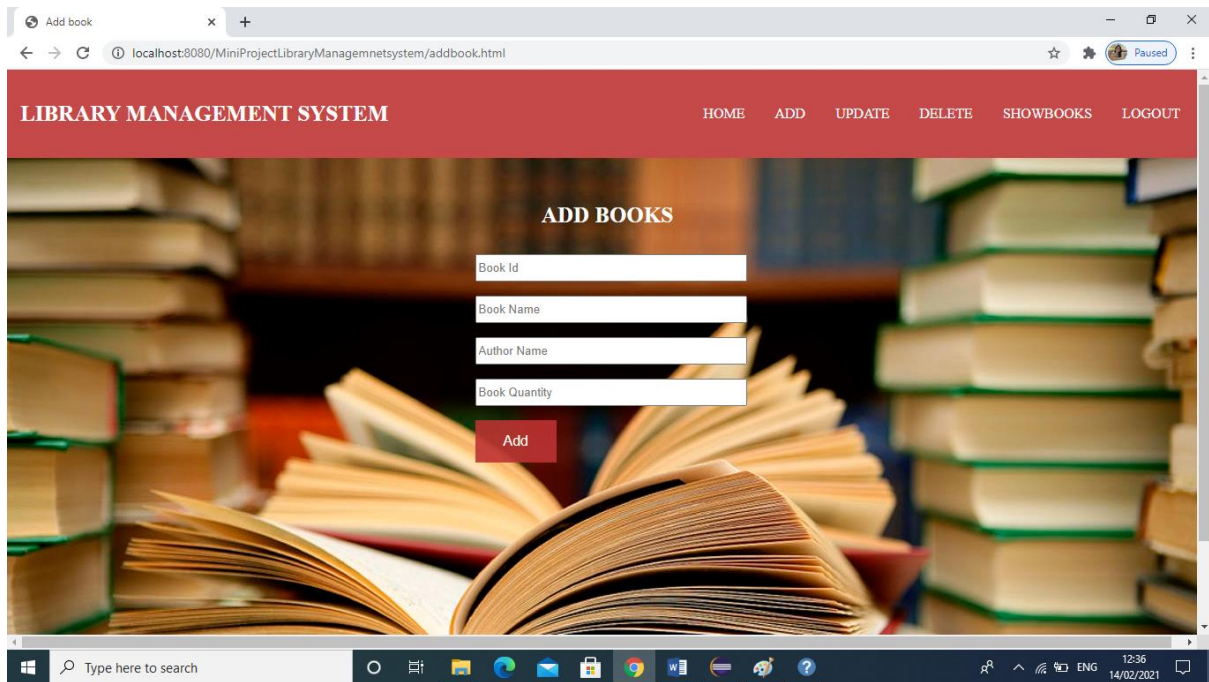 Add book
localhost:8080/MiniProjectLibraryManagemnetsystem/addbook.html
Paused
LIBRARY MANAGEMENT SYSTEM
HOME ADD UPDATE DELETE SHOWBOOKS LOGOUT
ADD BOOKS
Book Id
Book Name
Author Name
Book Quantity
Add
Type here to search
ENG
12:36
14/02/2021